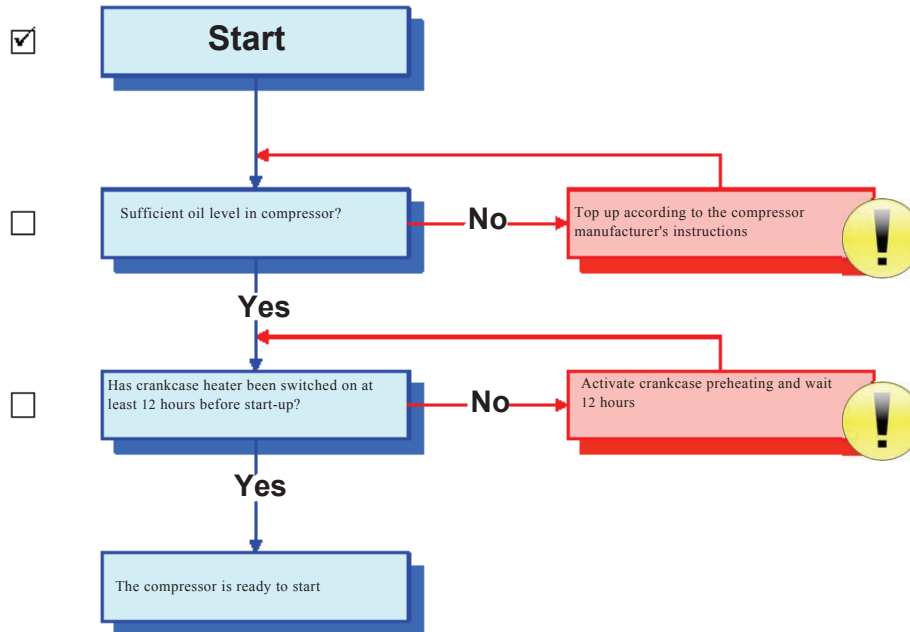 Start
Sufficient oil level in compressor?
No
Top up according to the compressor
manufacturer's instructions
Yes
Has crankcase heater been switched on at
least 12 hours before start-up?
No
Activate crankcase preheating and wait
12 hours
Yes
The compressor is ready to start